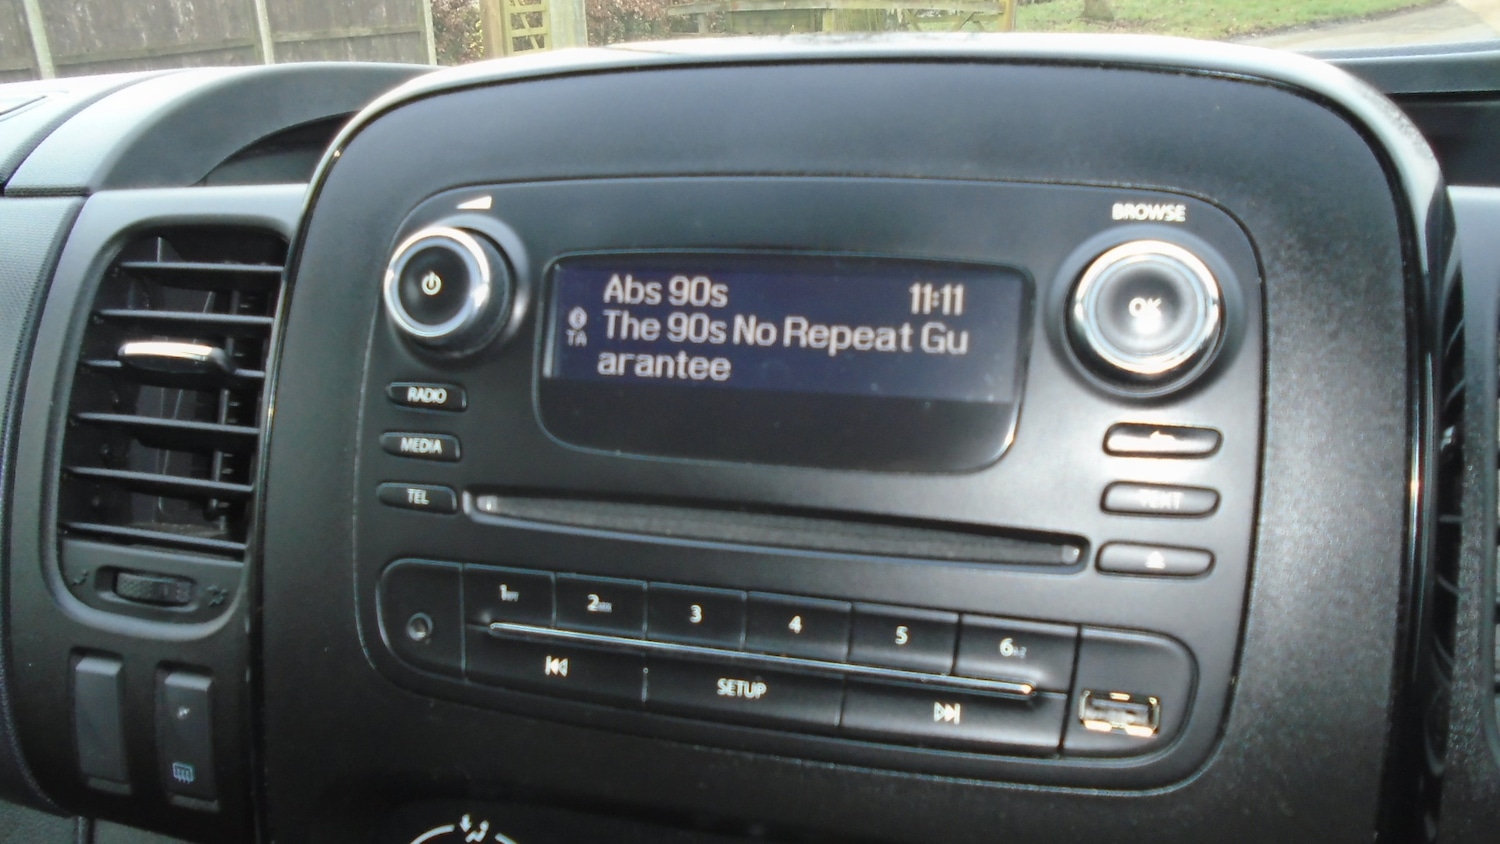 BROWSE
Abs 90s 11:11
The 90s No Repeat Gu
TA
arantee
OK
RADIO
MEDIA
TEL
TEXT
1 2 3 4 5 6
SETUP